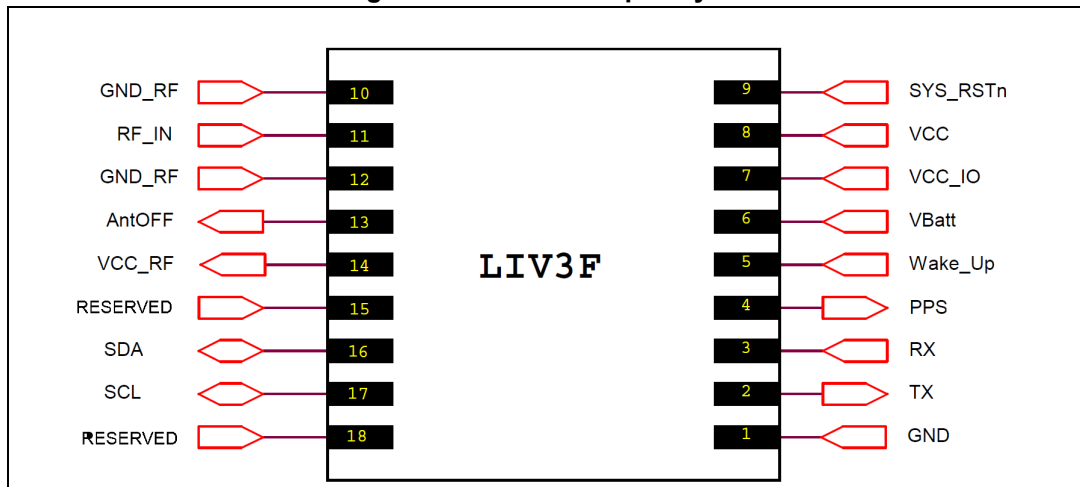 GND_RF 10 9 SYS_RSTn
RF_IN 11 8 VCC
GND_RF 12 7 VCC_IO
AntOFF 13 6 VBatt
LIV3F
VCC_RF 14 5 Wake_Up
RESERVED 15 4 PPS
SDA 16 3 RX
SCL 17 2 TX
RESERVED 18 1 GND